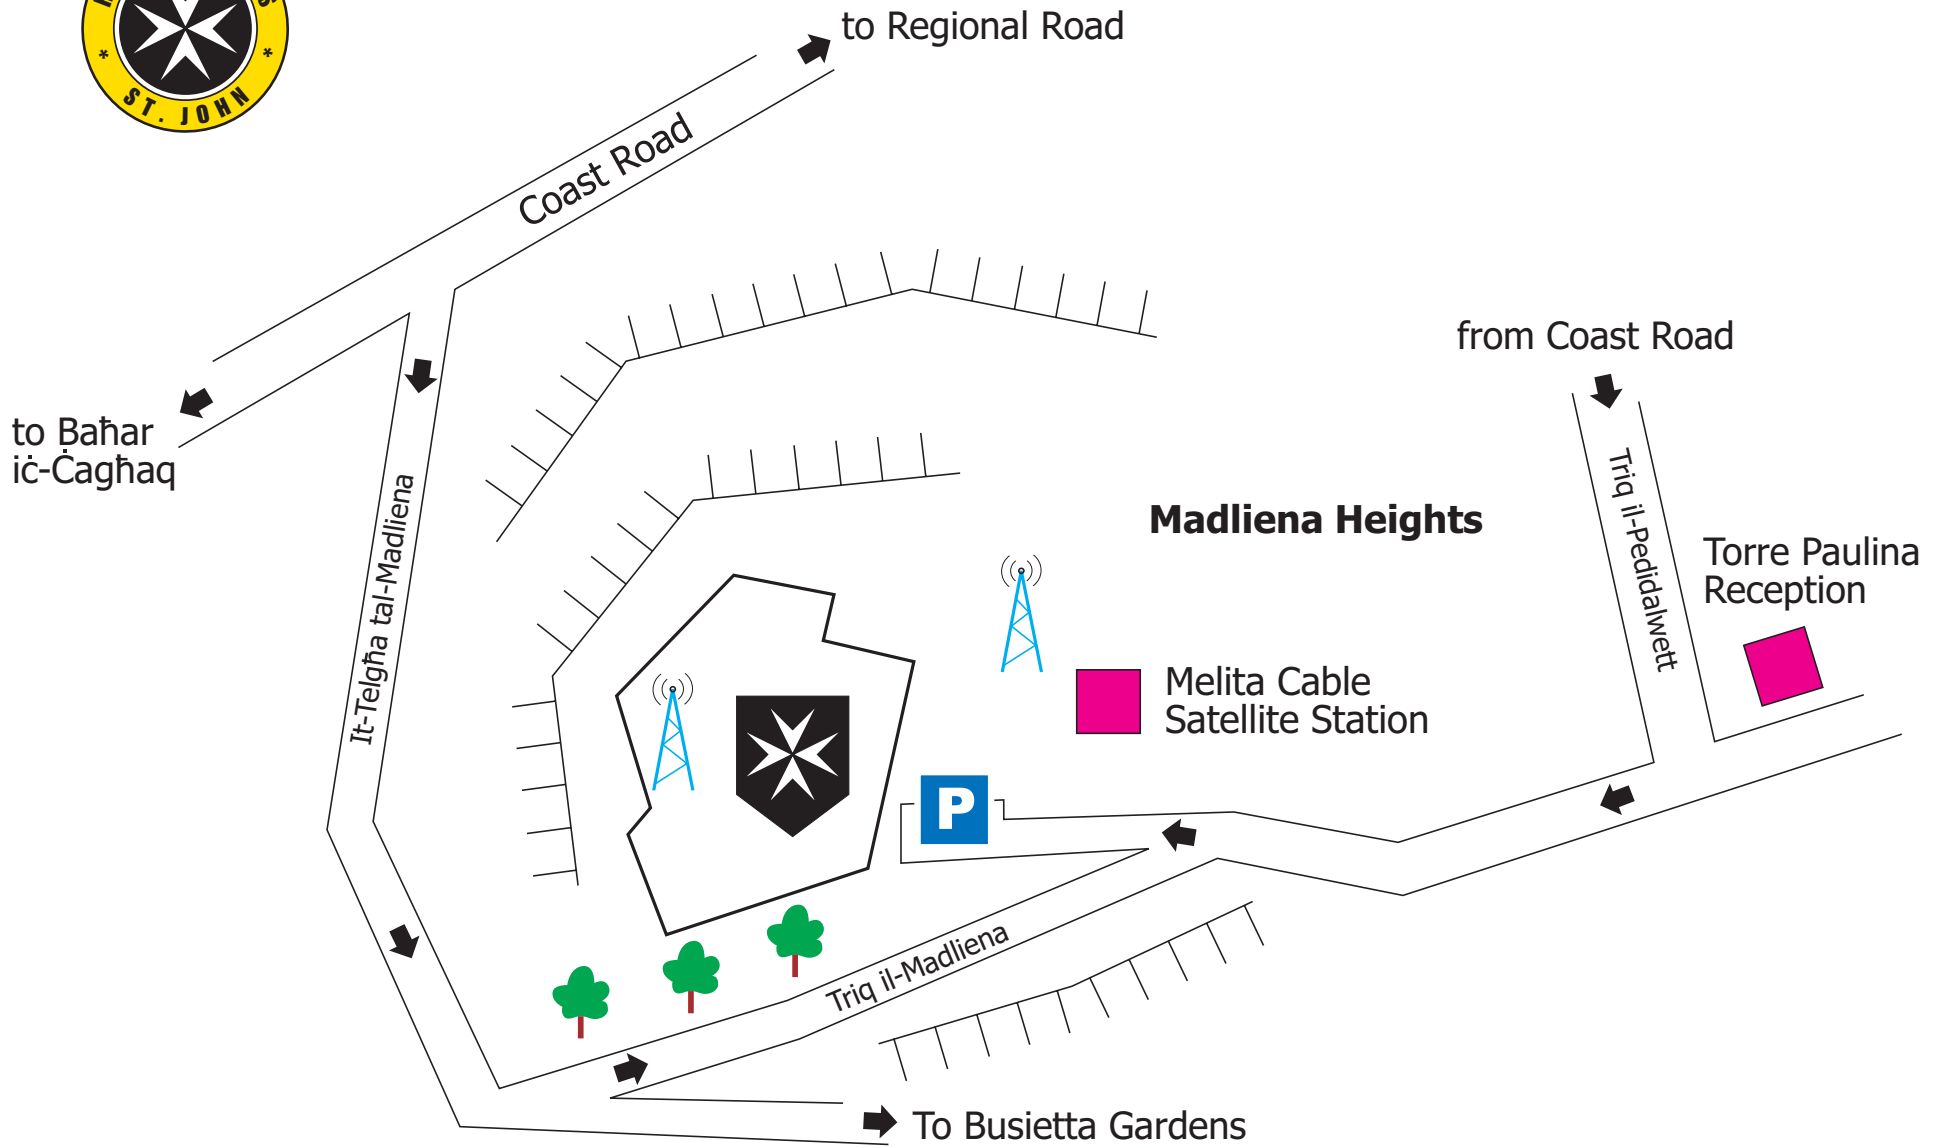 ST. JOHN
to Regional Road
Coast Road
from Coast Road
to Baħar
iċ-Ċagħaq
It-Telgħa tal-Madliena
Madliena Heights
Triq il-Pedidalwett
Torre Paulina
Reception
Melita Cable
Satellite Station
P
Triq il-Madliena
To Busietta Gardens